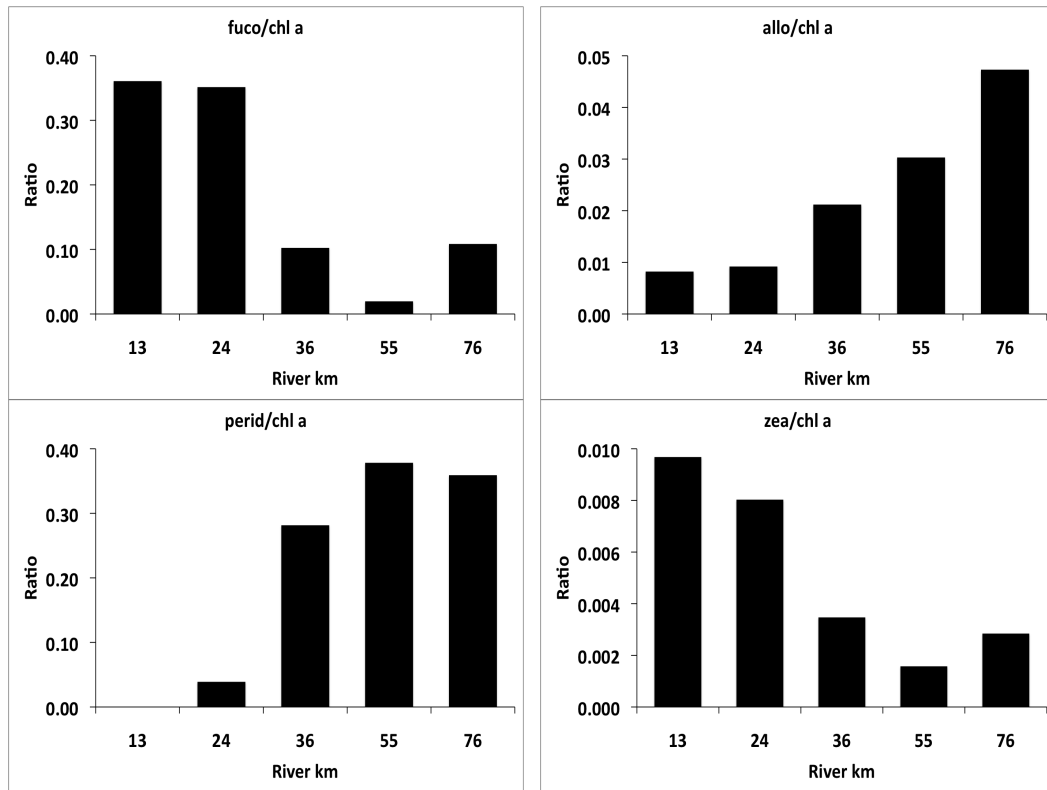 fuco/chl a
0.40
0.30
0.20
0.10
0.00
Ratio
13 24 36 55 76
River km
allo/chl a
0.05
0.04
0.03
0.02
0.01
0.00
Ratio
13 24 36 55 76
River km
perid/chl a
0.40
0.30
0.20
0.10
0.00
Ratio
13 24 36 55 76
River km
zea/chl a
0.010
0.008
0.006
0.004
0.002
0.000
Ratio
13 24 36 55 76
River km